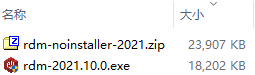 名称 大小
rdm-noinstaller-2021.zip 23,907 KB
rdm-2021.10.0.exe 18,202 KB